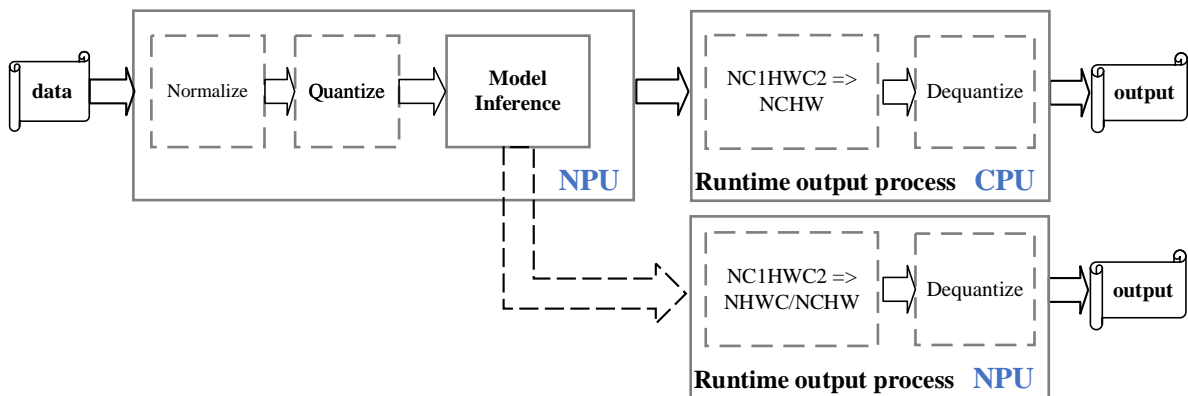 data
Normalize
Quantize
Model
Inference
NPU
NC1HWC2 =>
NCHW
Dequantize
Runtime output process CPU
output
NC1HWC2 =>
NHWC/NCHW
Dequantize
Runtime output process NPU
output